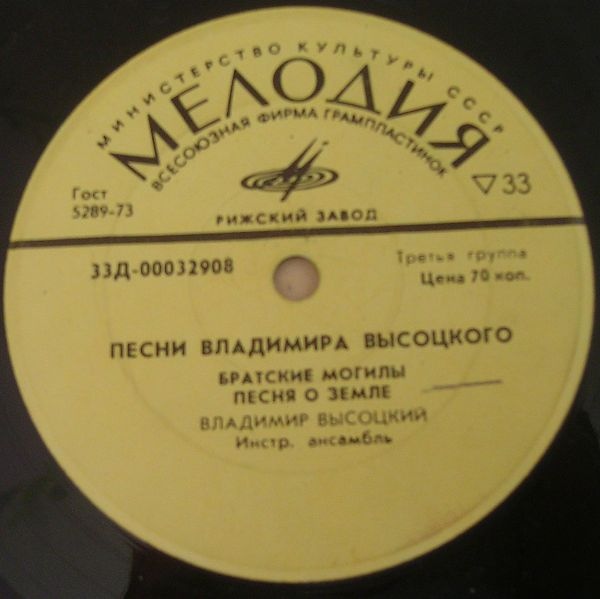 МИНИСТЕРСТВО КУЛЬТУРЫ СССР
МЕЛОДИЯ
ВСЕСОЮЗНАЯ ФИРМА ГРАМПЛАСТИНОК
Гост
5289-73
▽33
РИЖСКИЙ ЗАВОД
33Д-00032908
Третья группа
Цена 70 коп.
ПЕСНИ ВЛАДИМИРА ВЫСОЦКОГО
БРАТСКИЕ МОГИЛЫ
ПЕСНЯ О ЗЕМЛЕ
ВЛАДИМИР ВЫСОЦКИЙ
Инстр. ансамбль